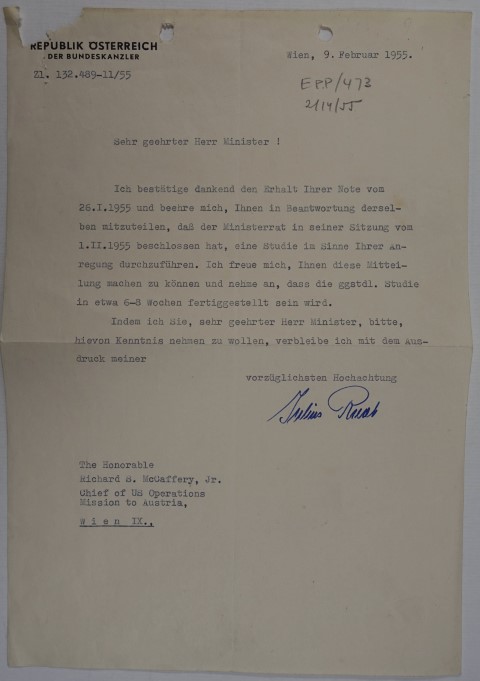 REPUBLIK ÖSTERREICH
DER BUNDESKANZLER
Zl. 132.489-11/55
Wien, 9. Februar 1955.
EPP/473
2/14/55
Sehr geehrter Herr Minister !
Ich bestätige dankend den Erhalt Ihrer Note vom
26.I.1955 und beehre mich, Ihnen in Beantwortung dersel-
ben mitzuteilen, daß der Ministerrat in seiner Sitzung vom
1.II.1955 beschlossen hat, eine Studie im Sinne Ihrer An-
regung durchzuführen. Ich freue mich, Ihnen diese Mittei-
lung machen zu können und nehme an, dass die ggstdl. Studie
in etwa 6-8 Wochen fertiggestellt sein wird.
Indem ich Sie, sehr geehrter Herr Minister, bitte,
hievon Kenntnis nehmen zu wollen, verbleibe ich mit dem Aus-
druck meiner
vorzüglichsten Hochachtung
Julius Raab
The Honorable
Richard S. McCaffery, Jr.
Chief of US Operations
Mission to Austria,
Wien IX.,